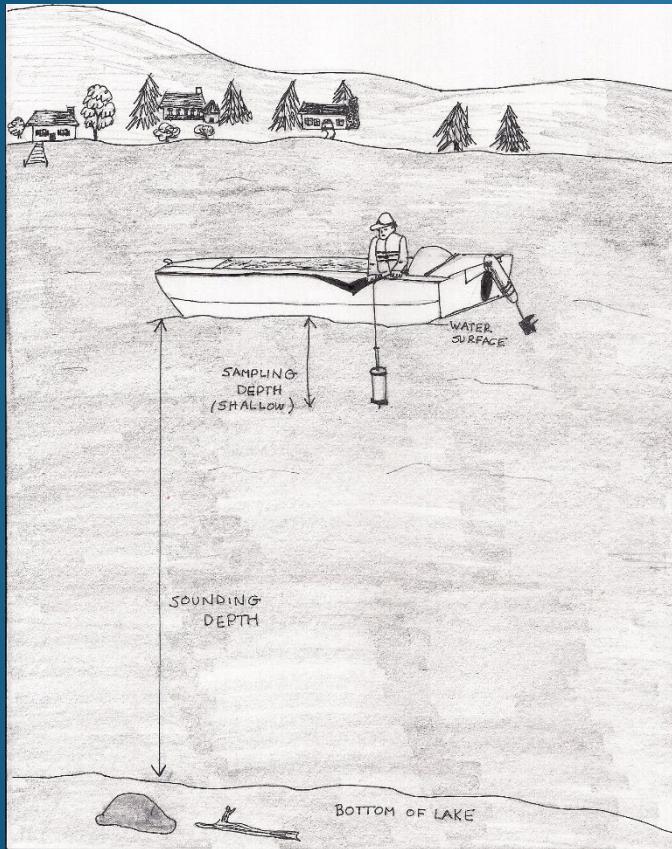 WATER
SURFACE
SAMPLING
DEPTH
(SHALLOW)
SOUNDING
DEPTH
BOTTOM OF LAKE